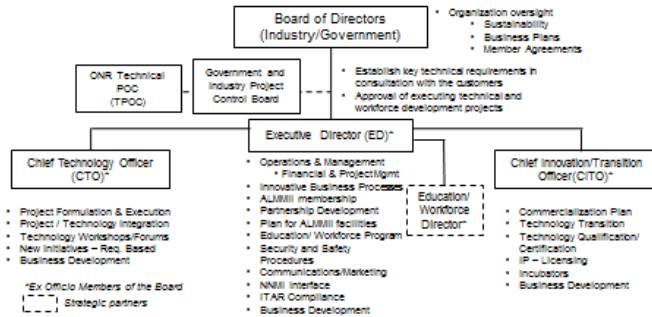 Board of Directors
(Industry/Government)
• Organization oversight
• Sustainability
• Business Plans
• Member Agreements
ONR Technical
POC
(TPOC)
Government and
Industry Project
Control Board
• Establish key technical requirements in
consultation with the customers
• Approval of executing technical and
workforce development projects
Executive Director (ED)*
Chief Technology Officer
(CTO)*
• Project Formulation & Execution
• Project / Technology Integration
• Technology Workshops/Forums
• New Initiatives – Req. Based
• Business Development
• Operations & Management
• Financial & Project Mgmt
• Innovative Business Processes
• ALMMII membership
• Partnership Development
• Plan for ALMMII facilities
• Education/ Workforce Program
• Security and Safety
Procedures
• Communications/Marketing
• NNMI Interface
• ITAR Compliance
• Business Development
Education/
Workforce
Director*
Chief Innovation/Transition
Officer(CITO)*
• Commercialization Plan
• Technology Transition
• Technology Qualification/
Certification
• IP – Licensing
• Incubators
• Business Development
*Ex Officio Members of the Board
Strategic partners